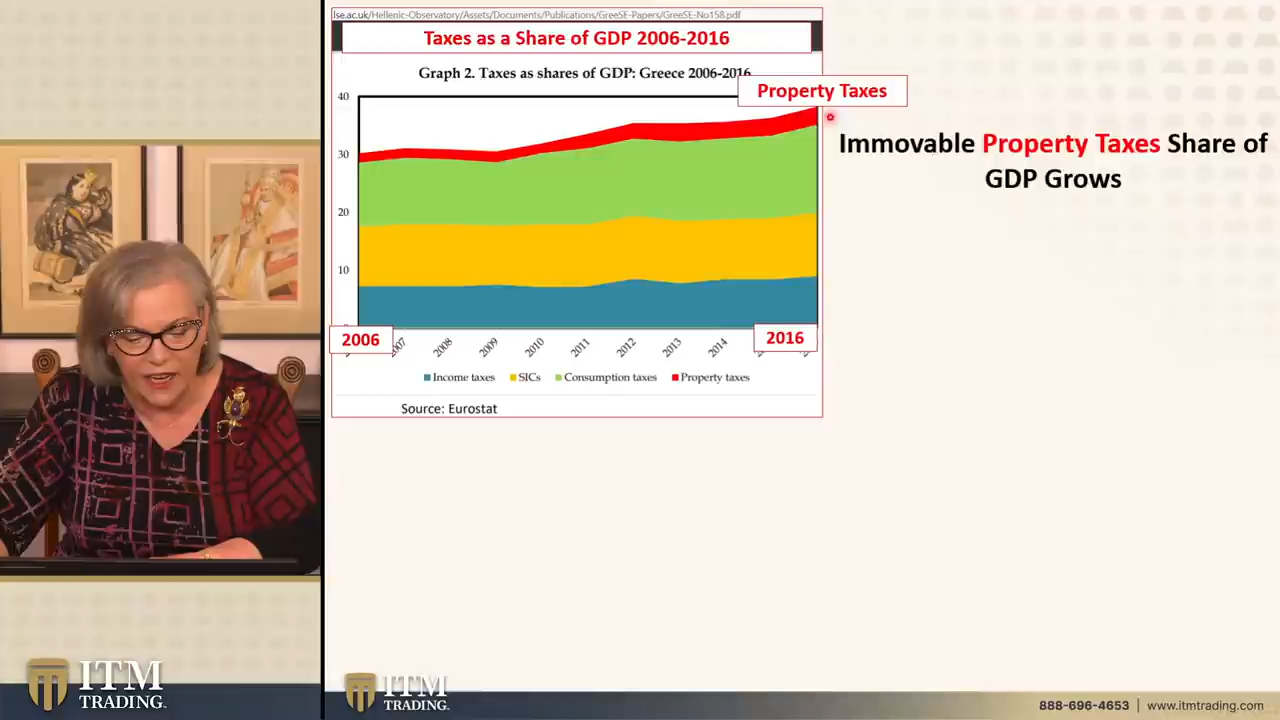 lse.ac.uk/Hellenic-Observatory/Assets/Documents/Publications/GreeSE-Papers/GreeSE-No158.pdf
Taxes as a Share of GDP 2006-2016
Graph 2. Taxes as shares of GDP: Greece 2006-2016
Property Taxes
Immovable Property Taxes Share of
GDP Grows
40
30
20
10
2006
2007
2008
2009
2010
2011
2012
2013
2014
2016
Income taxes
SICs
Consumption taxes
Property taxes
Source: Eurostat
ITM
TRADING.
ITM
TRADING.
888-696-4653 | www.itmtrading.com